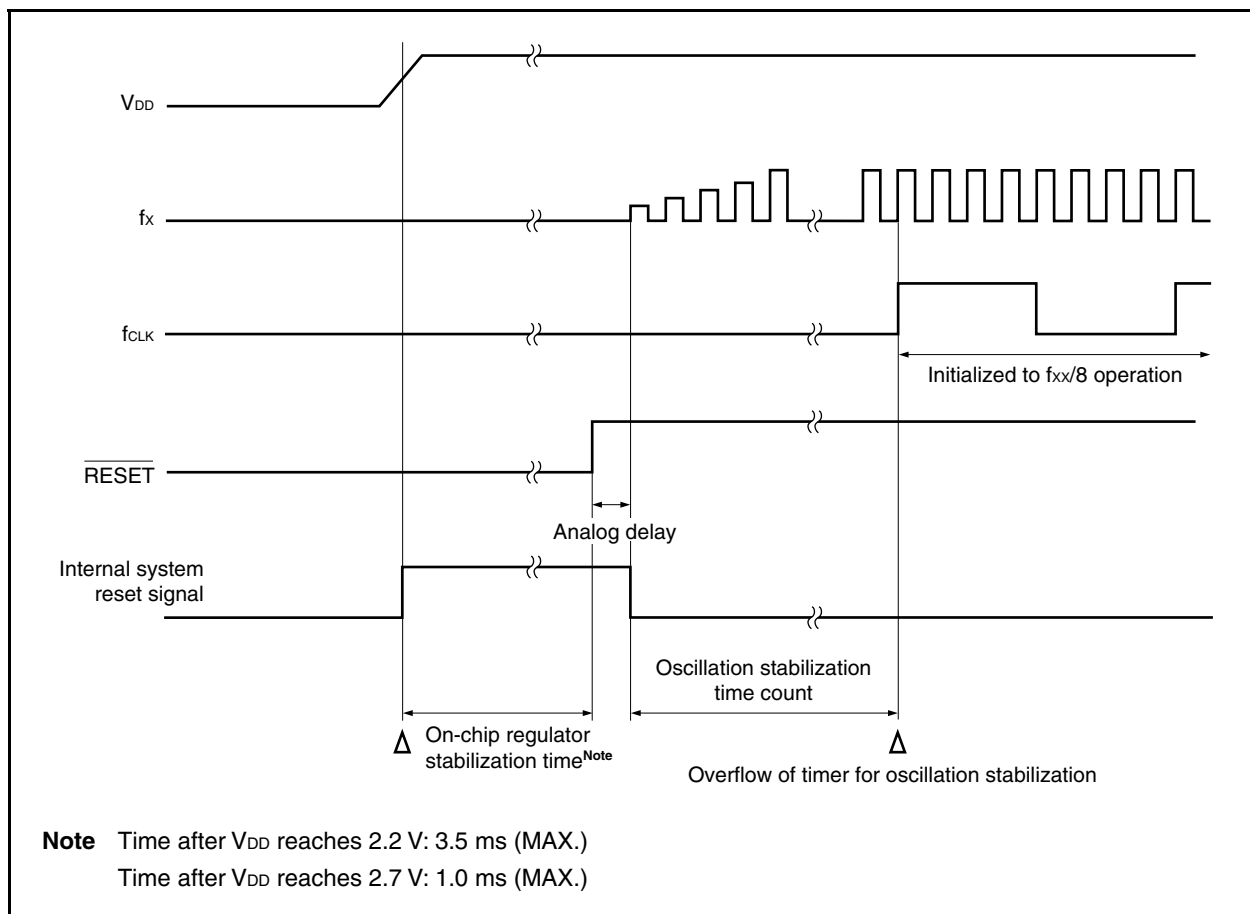 VDD
fX
fCLK
Initialized to fXX/8 operation
RESET
Analog delay
Internal system
reset signal
Oscillation stabilization
time count
On-chip regulator
stabilization timeNote
Overflow of timer for oscillation stabilization
Note Time after VDD reaches 2.2 V: 3.5 ms (MAX.)
Time after VDD reaches 2.7 V: 1.0 ms (MAX.)